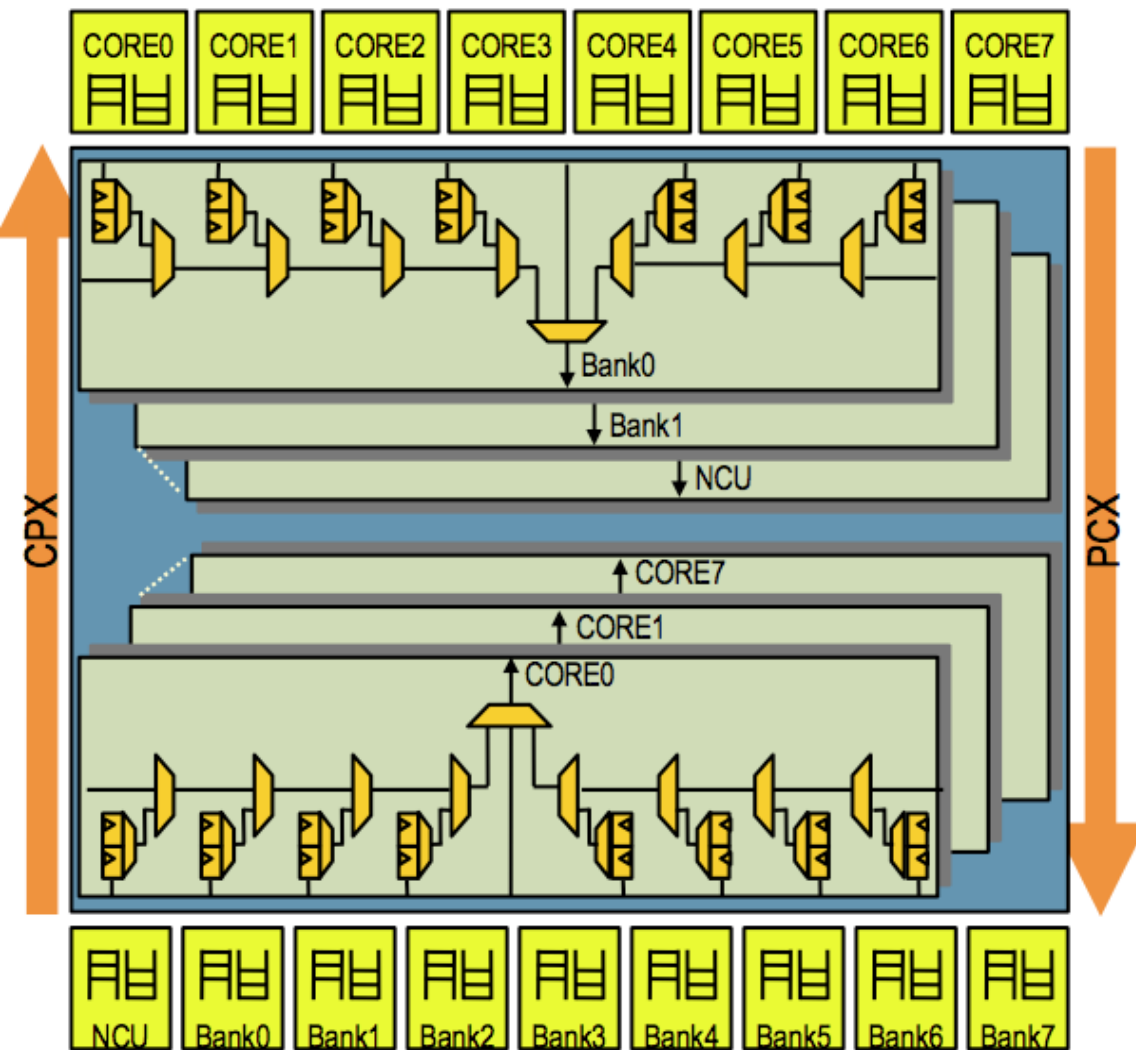 CORE0 CORE1 CORE2 CORE3 CORE4 CORE5 CORE6 CORE7
Bank0
Bank1
NCU
CPX
PCX
CORE7
CORE1
CORE0
NCU Bank0 Bank1 Bank2 Bank3 Bank4 Bank5 Bank6 Bank7